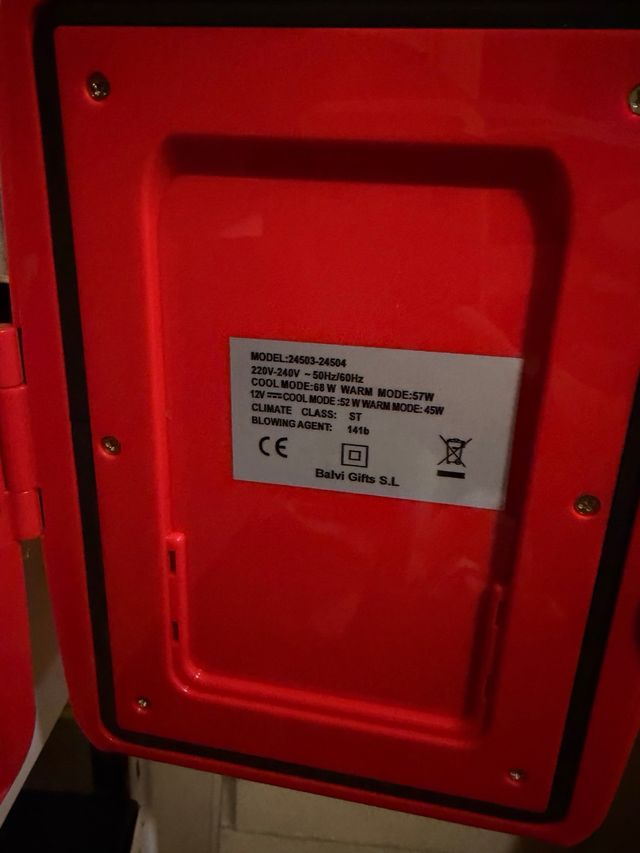 MODEL:24503-24504
220V-240V ~ 50Hz/60Hz
COOL MODE:68 W WARM MODE:57W
12V ⎓COOL MODE :52 W WARM MODE: 45W
CLIMATE CLASS: ST
BLOWING AGENT: 141b
CE
Balvi Gifts S.L